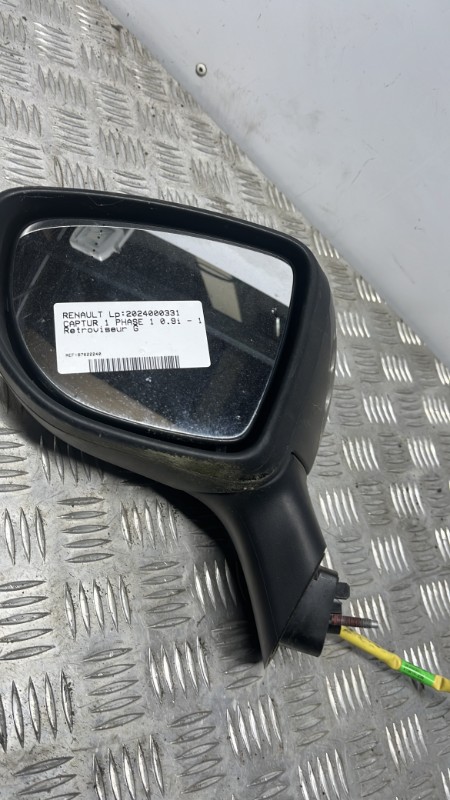 RENAULT Lp:2024000331
CAPTUR 1 PHASE 1 0.9i - 1
Retroviseur G